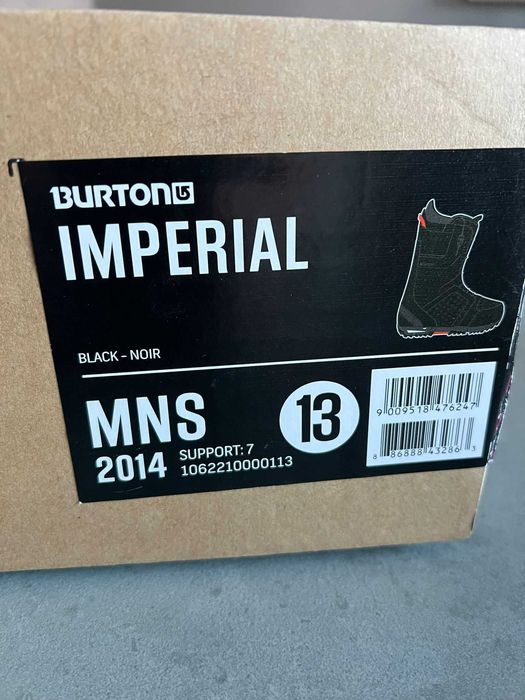 BURTON
IMPERIAL
BLACK - NOIR
MNS
2014
SUPPORT: 7
1062210000113
13
9 009518 476247
8 86888 43286 3